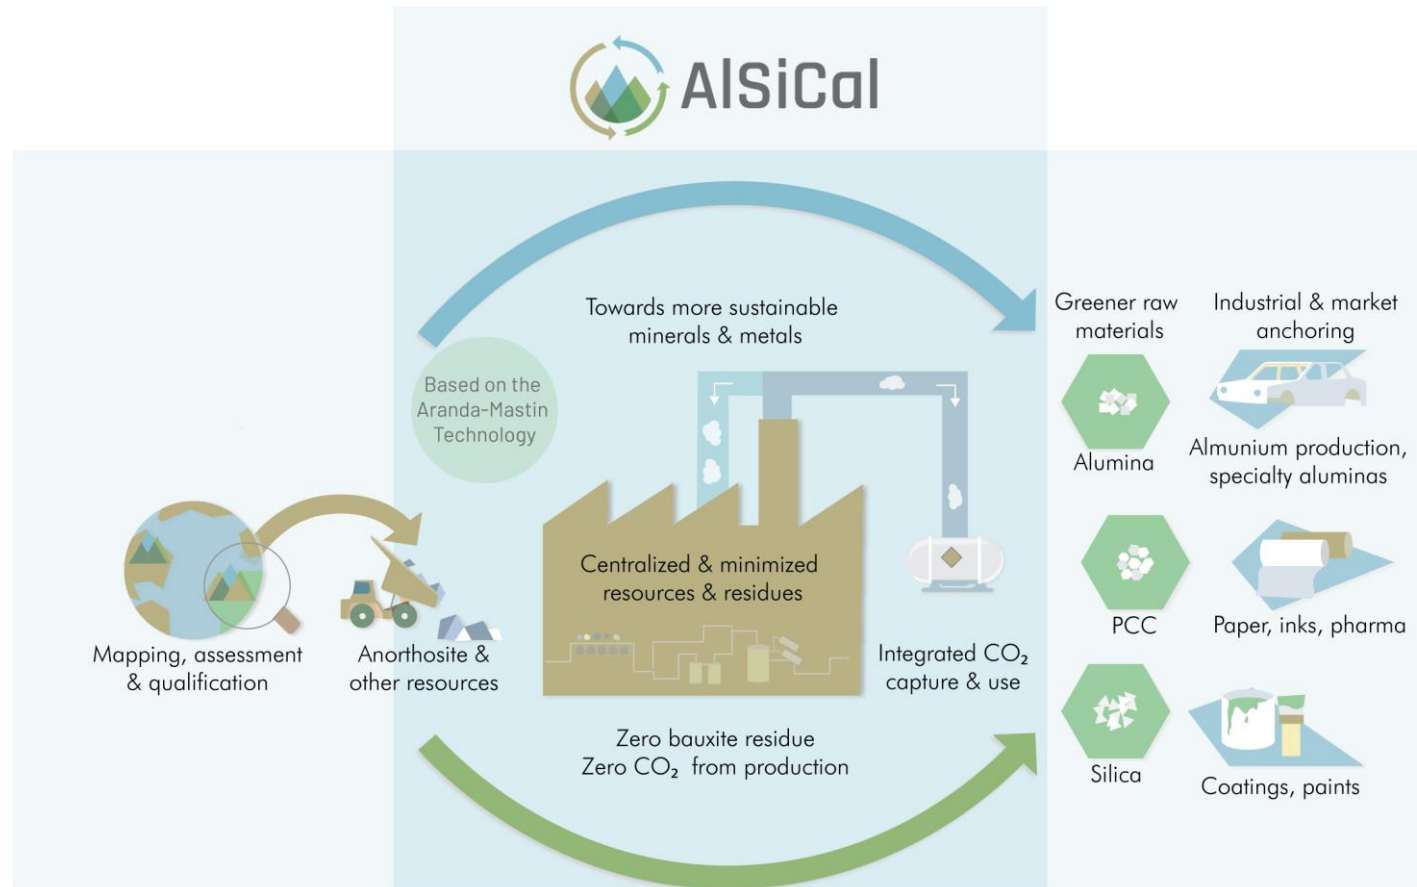 AlSiCal
Towards more sustainable
minerals & metals
Based on the
Aranda-Mastin
Technology
Mapping, assessment
& qualification
Anorthosite &
other resources
Centralized & minimized
resources & residues
Integrated CO₂
capture & use
Zero bauxite residue
Zero CO₂ from production
Greener raw
materials
Industrial & market
anchoring
Alumina
Almunium production,
specialty aluminas
PCC
Paper, inks, pharma
Silica
Coatings, paints